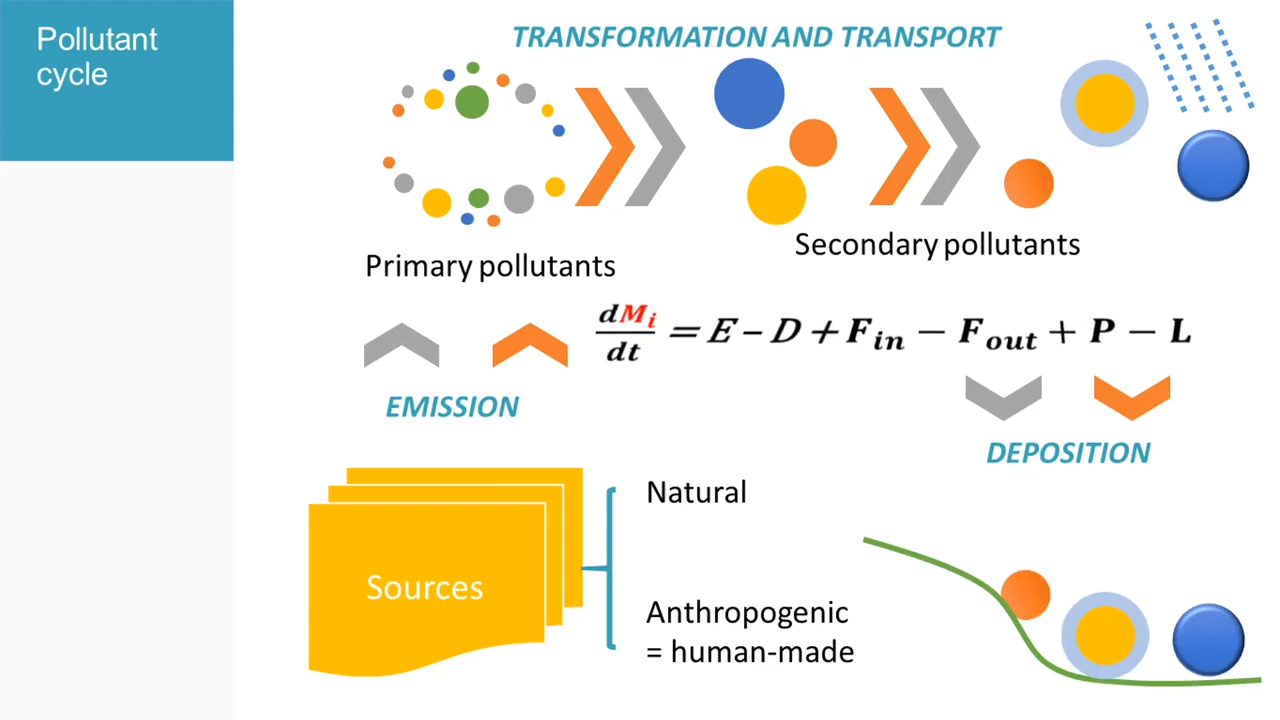 Pollutant
cycle
TRANSFORMATION AND TRANSPORT
Primary pollutants
Secondary pollutants
dMᵢ/dt = E – D + Fᵢₙ − Fₒᵤₜ + P − L
EMISSION
DEPOSITION
Sources
Natural
Anthropogenic
= human-made